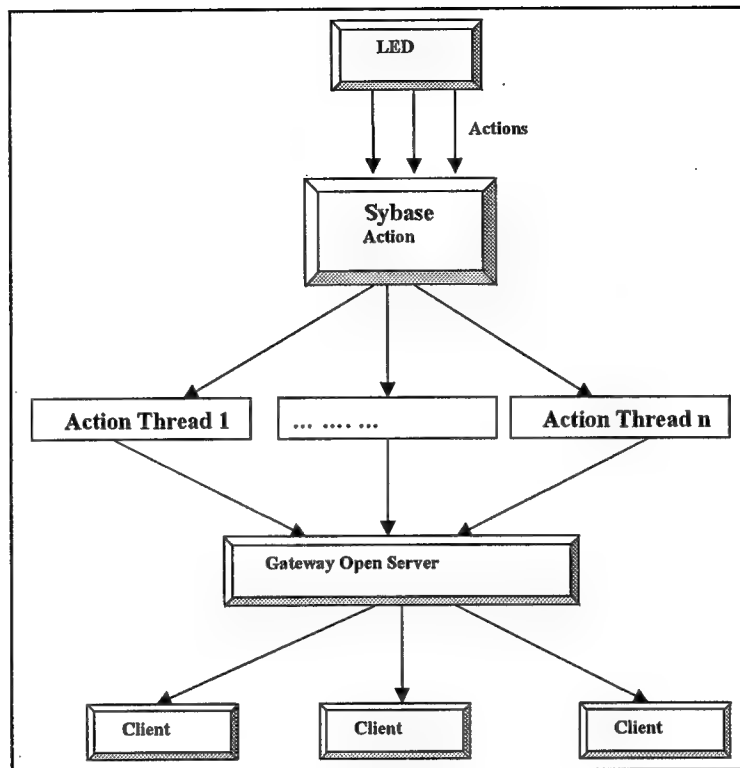 LED
Actions
Sybase
Action
Action Thread 1
... .... ...
Action Thread n
Gateway Open Server
Client
Client
Client